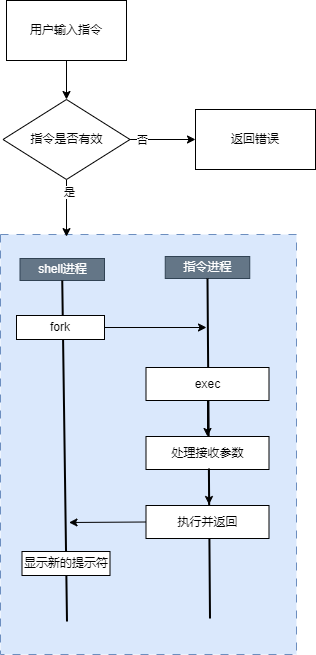 用户输入指令
指令是否有效
否
返回错误
是
shell进程
指令进程
fork
exec
处理接收参数
执行并返回
显示新的提示符